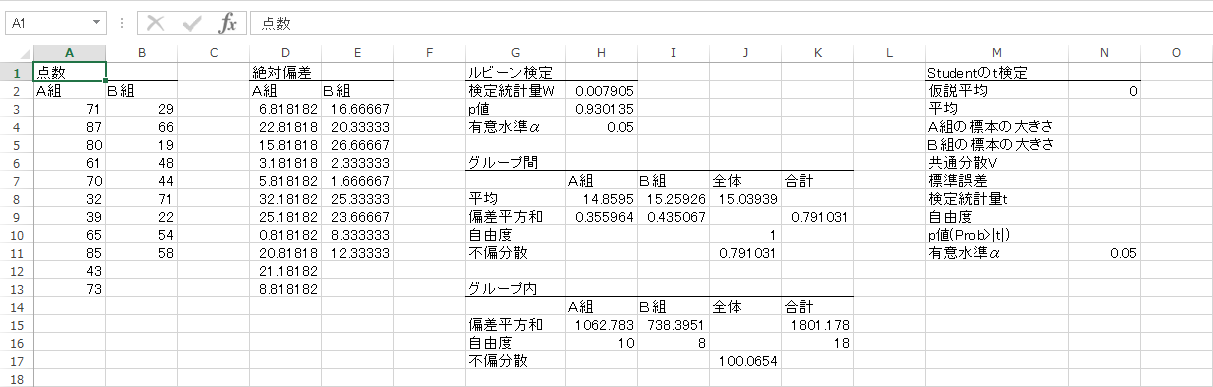 A1 fx 点数
A B C D E F G H I J K L M N O
1 点数 絶対偏差 ルビーン検定 Studentのt検定
2 A組 B組 A組 B組 検定統計量W 0.007905 仮説平均 0
3 71 29 6.818182 16.66667 p値 0.930135 平均
4 87 66 22.81818 20.33333 有意水準α 0.05 A組の標本の大きさ
5 80 19 15.81818 26.66667 B組の標本の大きさ
6 61 48 3.181818 2.333333 グループ間 共通分散V
7 70 44 5.818182 1.666667 A組 B組 全体 合計 標準誤差
8 32 71 32.18182 25.33333 平均 14.8595 15.25926 15.03939 検定統計量t
9 39 22 25.18182 23.66667 偏差平方和 0.355964 0.435067 0.791031 自由度
10 65 54 0.818182 8.333333 自由度 1 p値(Prob>|t|)
11 85 58 20.81818 12.33333 不偏分散 0.791031 有意水準α 0.05
12 43 21.18182
13 73 8.818182 グループ内
14 A組 B組 全体 合計
15 偏差平方和 1062.783 738.3951 1801.178
16 自由度 10 8 18
17 不偏分散 100.0654
18